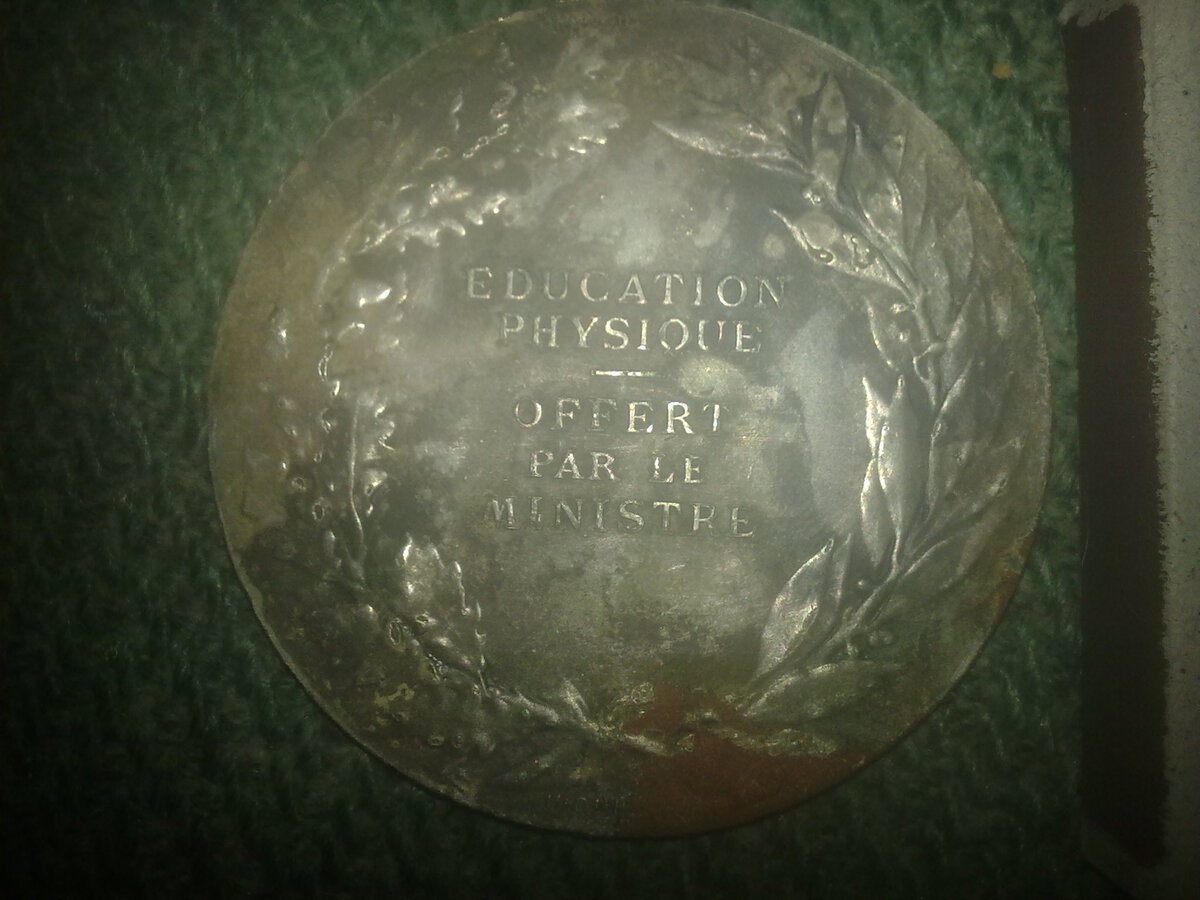 EDUCATION
PHYSIQUE
OFFERT
PAR LE
MINISTRE